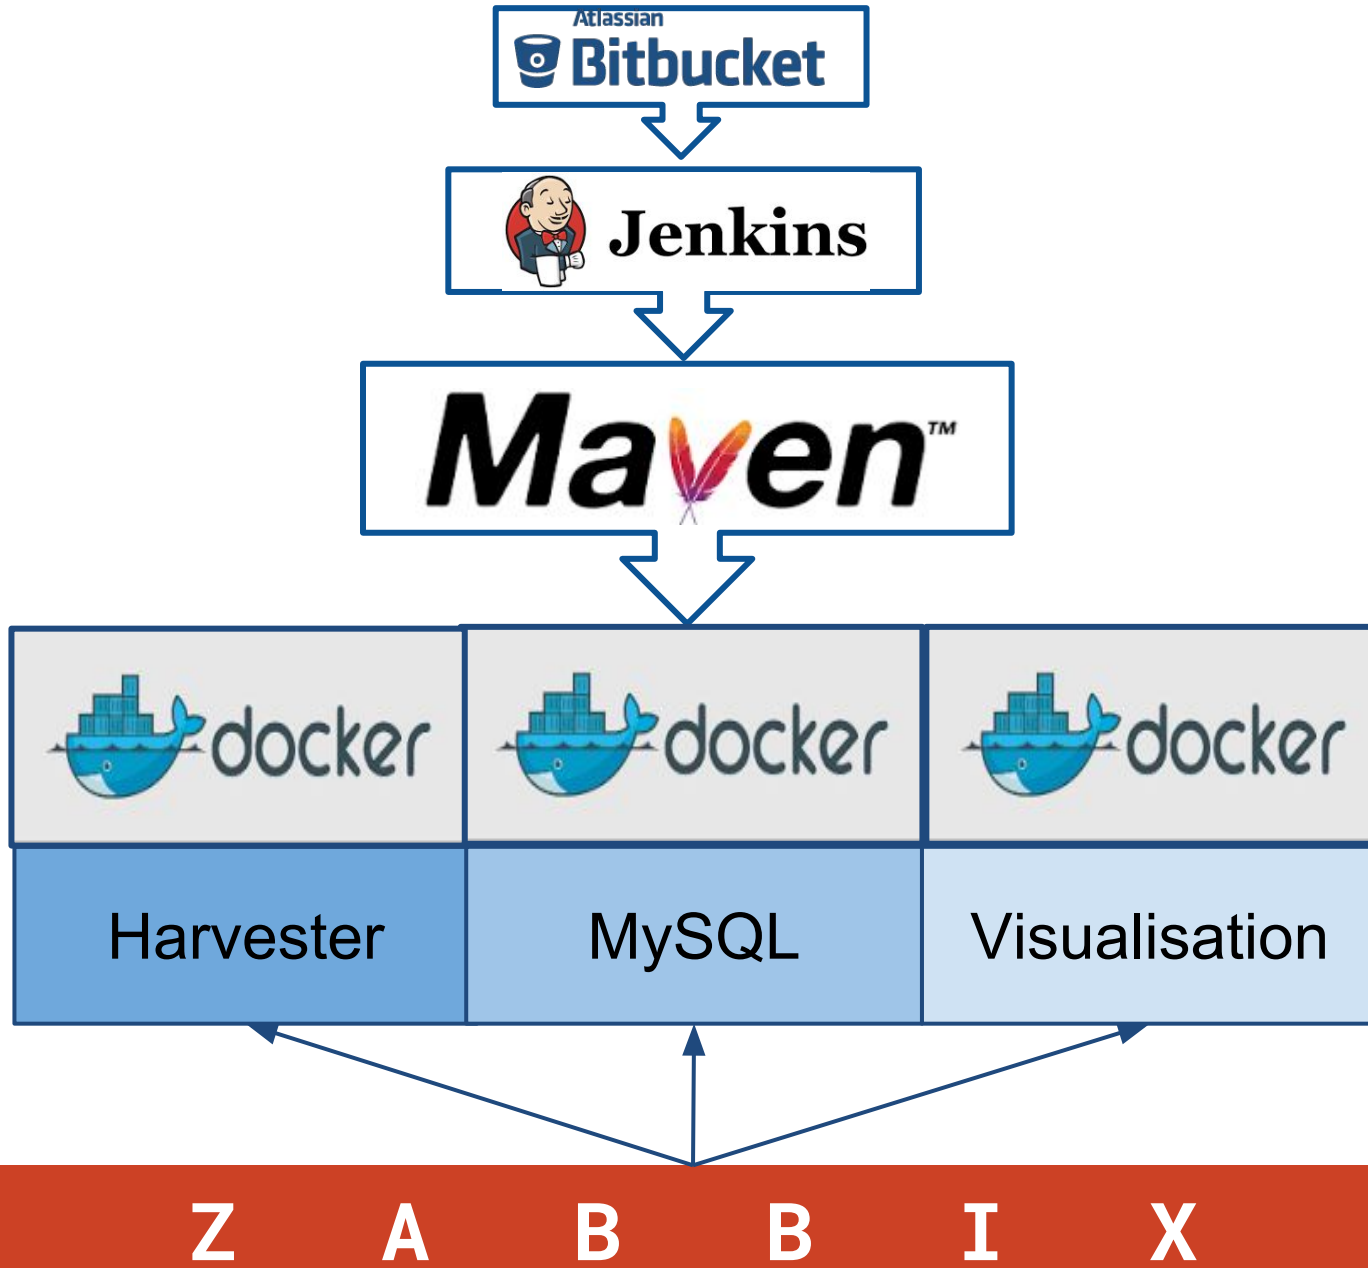 Atlassian
Bitbucket
Jenkins
Maven™
docker docker docker
Harvester MySQL Visualisation
Z A B B I X